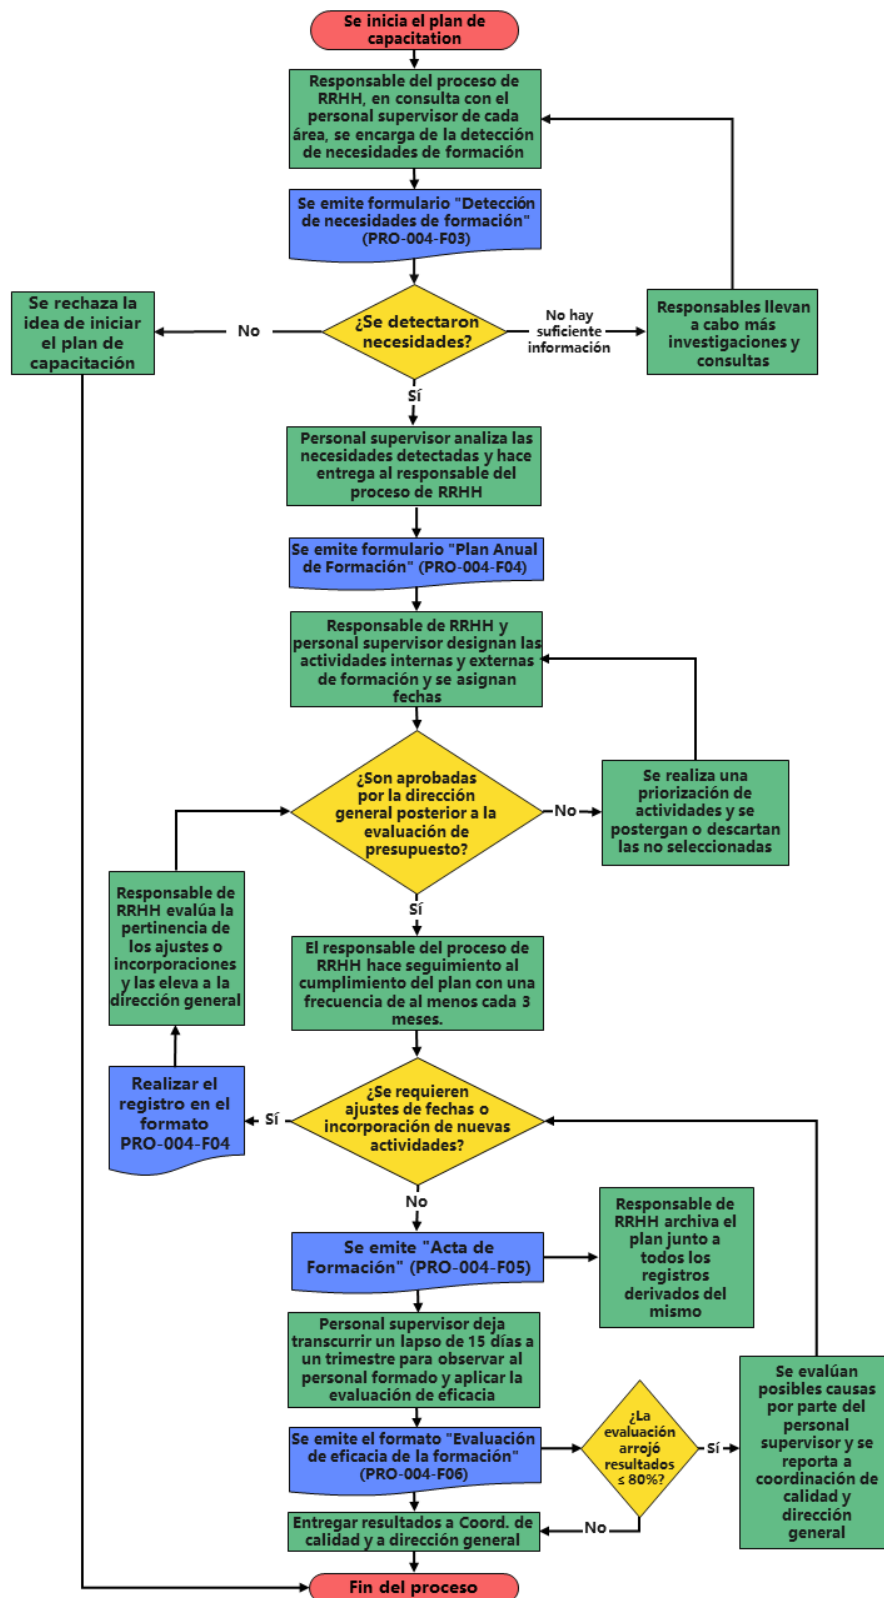 Se inicia el plan de
capacitation
Responsable del proceso de
RRHH, en consulta con el
personal supervisor de cada
área, se encarga de la detección
de necesidades de formación
Se emite formulario "Detección
de necesidades de formación"
(PRO-004-F03)
¿Se detectaron
necesidades?
No
Se rechaza la
idea de iniciar
el plan de
capacitación
No hay
suficiente
información
Responsables llevan
a cabo más
investigaciones y
consultas
Sí
Personal supervisor analiza las
necesidades detectadas y hace
entrega al responsable del
proceso de RRHH
Se emite formulario "Plan Anual
de Formación" (PRO-004-F04)
Responsable de RRHH y
personal supervisor designan las
actividades internas y externas
de formación y se asignan
fechas
¿Son aprobadas
por la dirección
general posterior a la
evaluación de
presupuesto?
No
Se realiza una
priorización de
actividades y se
postergan o descartan
las no seleccionadas
Sí
El responsable del proceso de
RRHH hace seguimiento al
cumplimiento del plan con una
frecuencia de al menos cada 3
meses.
¿Se requieren
ajustes de fechas o
incorporación de nuevas
actividades?
Sí
Realizar el
registro en el
formato
PRO-004-F04
Responsable de
RRHH evalúa la
pertinencia de
los ajustes o
incorporaciones
y las eleva a la
dirección general
No
Se emite "Acta de
Formación" (PRO-004-F05)
Responsable de
RRHH archiva el
plan junto a
todos los
registros
derivados del
mismo
Personal supervisor deja
transcurrir un lapso de 15 días a
un trimestre para observar al
personal formado y aplicar la
evaluación de eficacia
Se emite el formato "Evaluación
de eficacia de la formación"
(PRO-004-F06)
¿La
evaluación
arrojó
resultados
≤ 80%?
Sí
Se evalúan
posibles causas
por parte del
personal
supervisor y se
reporta a
coordinación de
calidad y
dirección
general
No
Entregar resultados a Coord. de
calidad y a dirección general
Fin del proceso